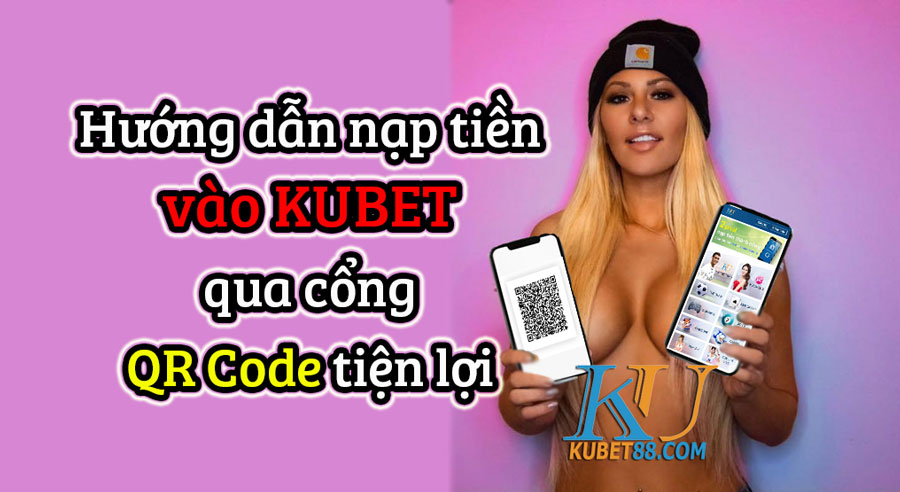 Hướng dẫn nạp tiền
vào KUBET
qua cổng
QR Code tiện lợi
KU
KUBET88.COM